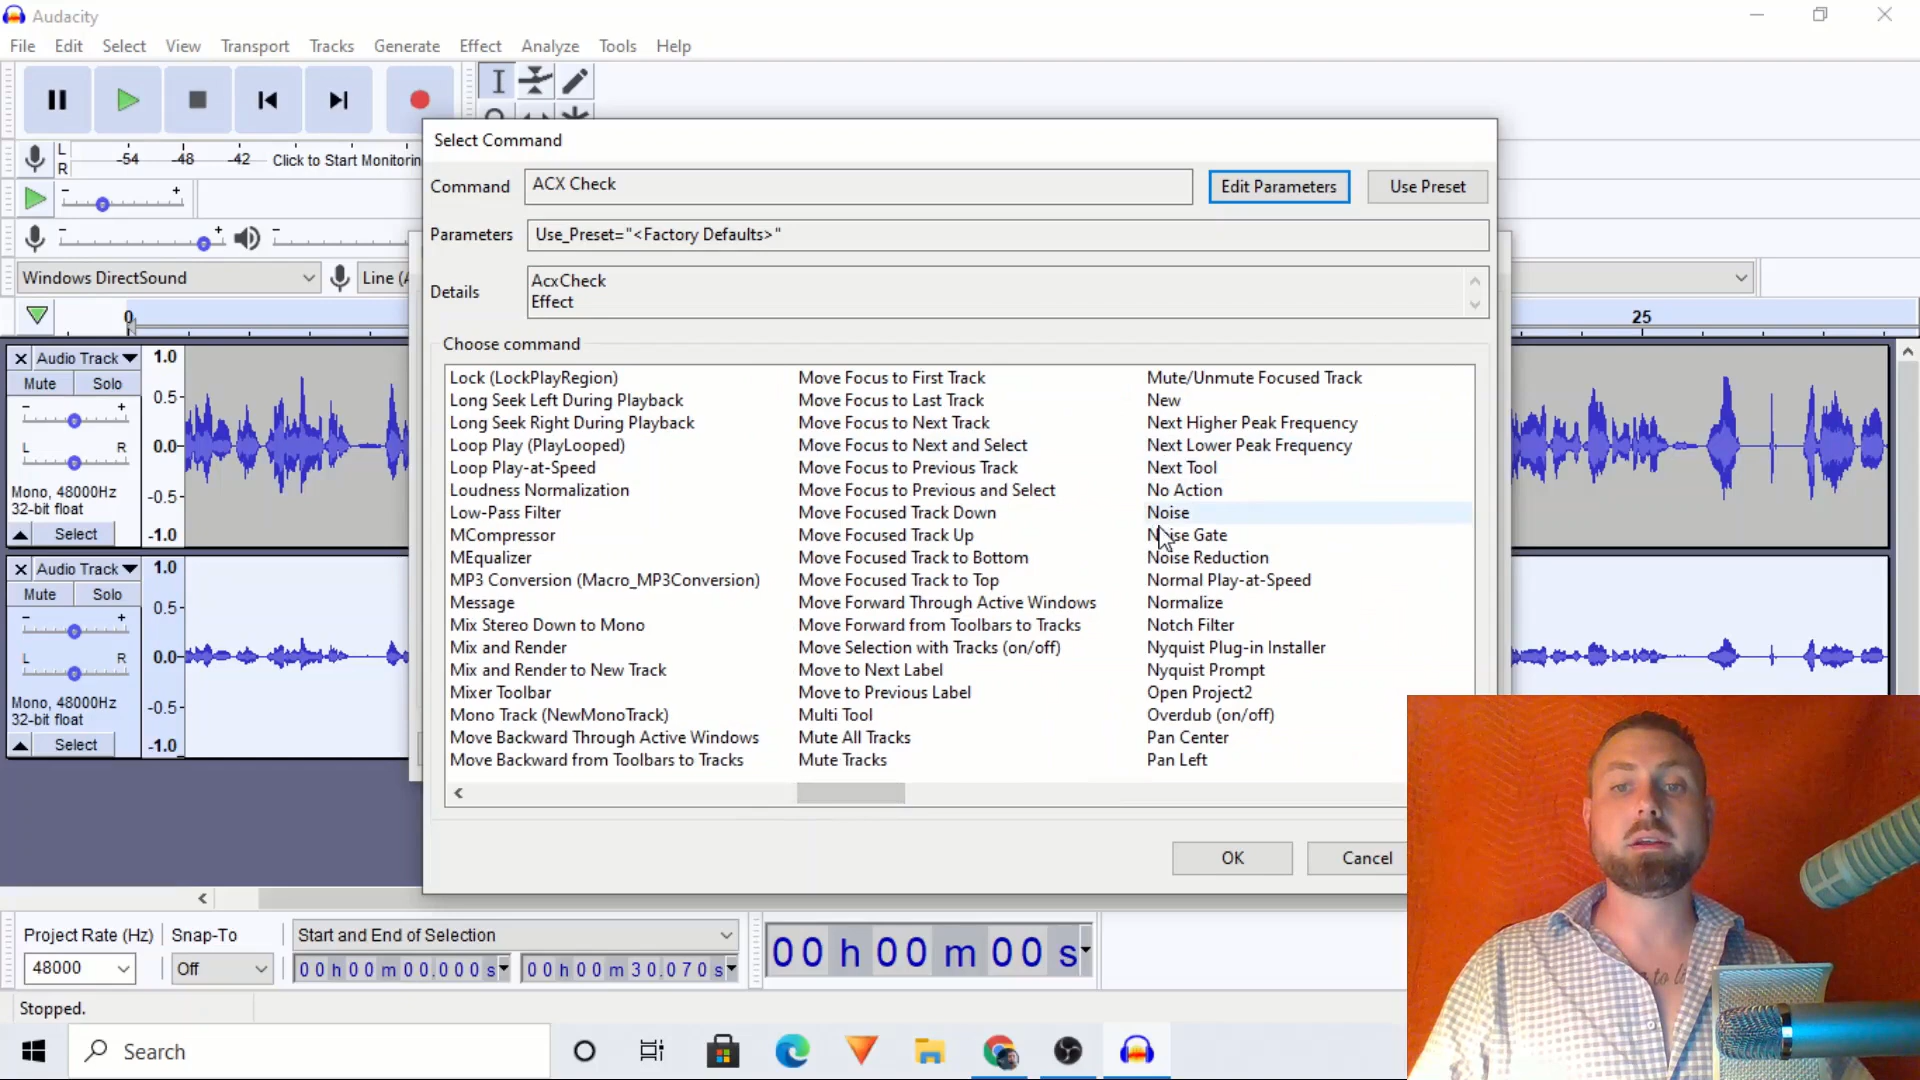 Audacity
File Edit Select View Transport Tracks Generate Effect Analyze Tools Help
L
R
-54 -48 -42 Click to Start Monitorin
Windows DirectSound
Line (A
0
25
Select Command
Command
ACX Check
Edit Parameters
Use Preset
Parameters
Use_Preset="<Factory Defaults>"
Details
AcxCheck
Effect
Choose command
Lock (LockPlayRegion)
Long Seek Left During Playback
Long Seek Right During Playback
Loop Play (PlayLooped)
Loop Play-at-Speed
Loudness Normalization
Low-Pass Filter
MCompressor
MEqualizer
MP3 Conversion (Macro_MP3Conversion)
Message
Mix Stereo Down to Mono
Mix and Render
Mix and Render to New Track
Mixer Toolbar
Mono Track (NewMonoTrack)
Move Backward Through Active Windows
Move Backward from Toolbars to Tracks
Move Focus to First Track
Move Focus to Last Track
Move Focus to Next Track
Move Focus to Next and Select
Move Focus to Previous Track
Move Focus to Previous and Select
Move Focused Track Down
Move Focused Track Up
Move Focused Track to Bottom
Move Focused Track to Top
Move Forward Through Active Windows
Move Forward from Toolbars to Tracks
Move Selection with Tracks (on/off)
Move to Next Label
Move to Previous Label
Multi Tool
Mute All Tracks
Mute Tracks
Mute/Unmute Focused Track
New
Next Higher Peak Frequency
Next Lower Peak Frequency
Next Tool
No Action
Noise
Noise Gate
Noise Reduction
Normal Play-at-Speed
Normalize
Notch Filter
Nyquist Plug-in Installer
Nyquist Prompt
Open Project2
Overdub (on/off)
Pan Center
Pan Left
OK
Cancel
Audio Track
Mute Solo
L R
Mono, 48000Hz
32-bit float
Select
1.0
0.5-
0.0-
-0.5-
-1.0
Audio Track
Mute Solo
L R
Mono, 48000Hz
32-bit float
Select
1.0
0.5-
0.0-
-0.5-
-1.0
Project Rate (Hz)
Snap-To
Start and End of Selection
48000
Off
00h00m00.000s
00h00m30.070s
00h00m00s
Stopped.
Search